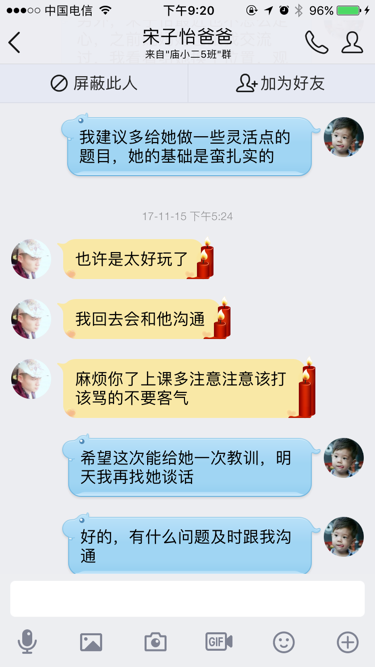 中国电信
下午9:20
96%
宋子怡爸爸
来自"庙小二5班"群
屏蔽此人
加为好友
我建议多给她做一些灵活点的
题目，她的基础是蛮扎实的
17-11-15 下午5:24
也许是太好玩了
我回去会和他沟通
麻烦你了上课多注意注意该打
该骂的不要客气
希望这次能给她一次教训，明
天我再找她谈话
好的，有什么问题及时跟我沟
通
GIF